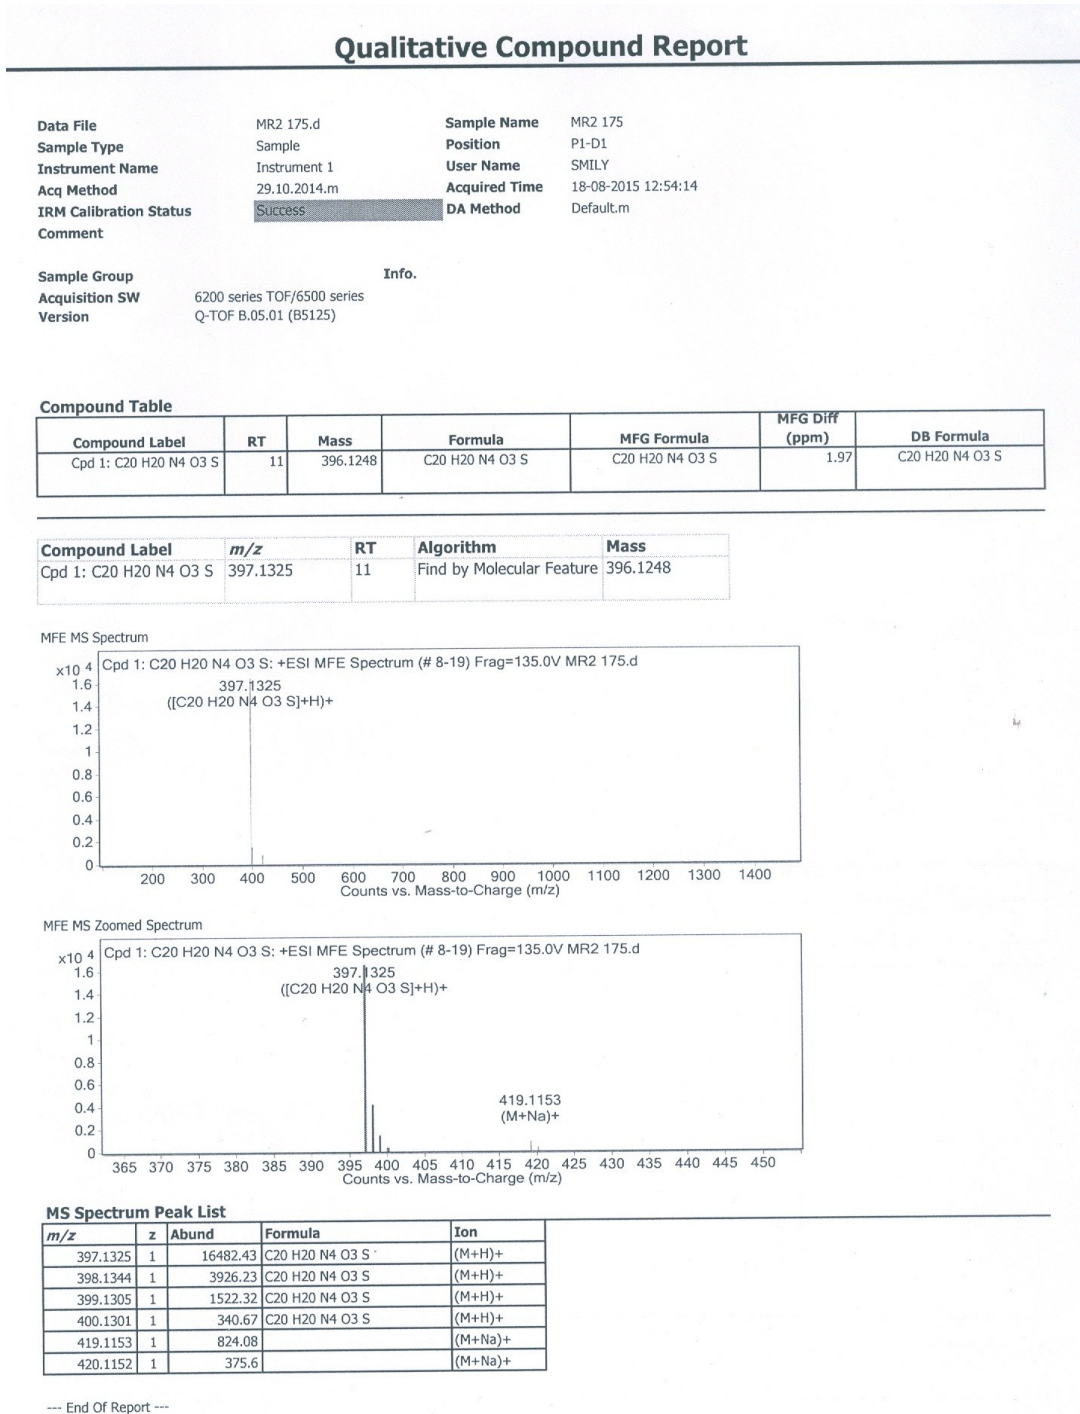 Qualitative Compound Report
Data File MR2 175.d Sample Name MR2 175
Sample Type Sample Position P1-D1
Instrument Name Instrument 1 User Name SMILY
Acq Method 29.10.2014.m Acquired Time 18-08-2015 12:54:14
IRM Calibration Status Success DA Method Default.m
Comment
Sample Group Info.
Acquisition SW 6200 series TOF/6500 series
Version Q-TOF B.05.01 (B5125)
Compound Table
Compound Label RT Mass Formula MFG Formula MFG Diff (ppm) DB Formula
Cpd 1: C20 H20 N4 O3 S 11 396.1248 C20 H20 N4 O3 S C20 H20 N4 O3 S 1.97 C20 H20 N4 O3 S
Compound Label m/z RT Algorithm Mass
Cpd 1: C20 H20 N4 O3 S 397.1325 11 Find by Molecular Feature 396.1248
MFE MS Spectrum
x10 4 Cpd 1: C20 H20 N4 O3 S: +ESI MFE Spectrum (# 8-19) Frag=135.0V MR2 175.d
1.6 397.1325
([C20 H20 N4 O3 S]+H)+
1.4
1.2
1
0.8
0.6
0.4
0.2
0
200 300 400 500 600 700 800 900 1000 1100 1200 1300 1400
Counts vs. Mass-to-Charge (m/z)
MFE MS Zoomed Spectrum
x10 4 Cpd 1: C20 H20 N4 O3 S: +ESI MFE Spectrum (# 8-19) Frag=135.0V MR2 175.d
1.6 397.1325
([C20 H20 N4 O3 S]+H)+
1.4
1.2
1
0.8
0.6
419.1153
0.4
(M+Na)+
0.2
0
365 370 375 380 385 390 395 400 405 410 415 420 425 430 435 440 445 450
Counts vs. Mass-to-Charge (m/z)
MS Spectrum Peak List
m/z z Abund Formula Ion
397.1325 1 16482.43 C20 H20 N4 O3 S (M+H)+
398.1344 1 3926.23 C20 H20 N4 O3 S (M+H)+
399.1305 1 1522.32 C20 H20 N4 O3 S (M+H)+
400.1301 1 340.67 C20 H20 N4 O3 S (M+H)+
419.1153 1 824.08 (M+Na)+
420.1152 1 375.6 (M+Na)+
--- End Of Report ---